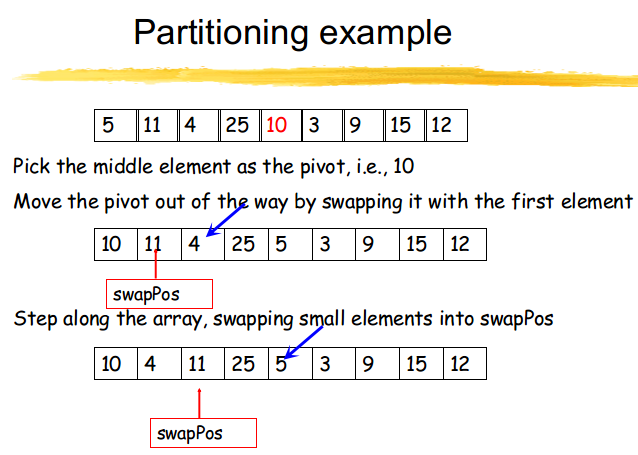 Partitioning example
5 11 4 25 10 3 9 15 12
Pick the middle element as the pivot, i.e., 10
Move the pivot out of the way by swapping it with the first element
10 11 4 25 5 3 9 15 12
swapPos
Step along the array, swapping small elements into swapPos
10 4 11 25 5 3 9 15 12
swapPos